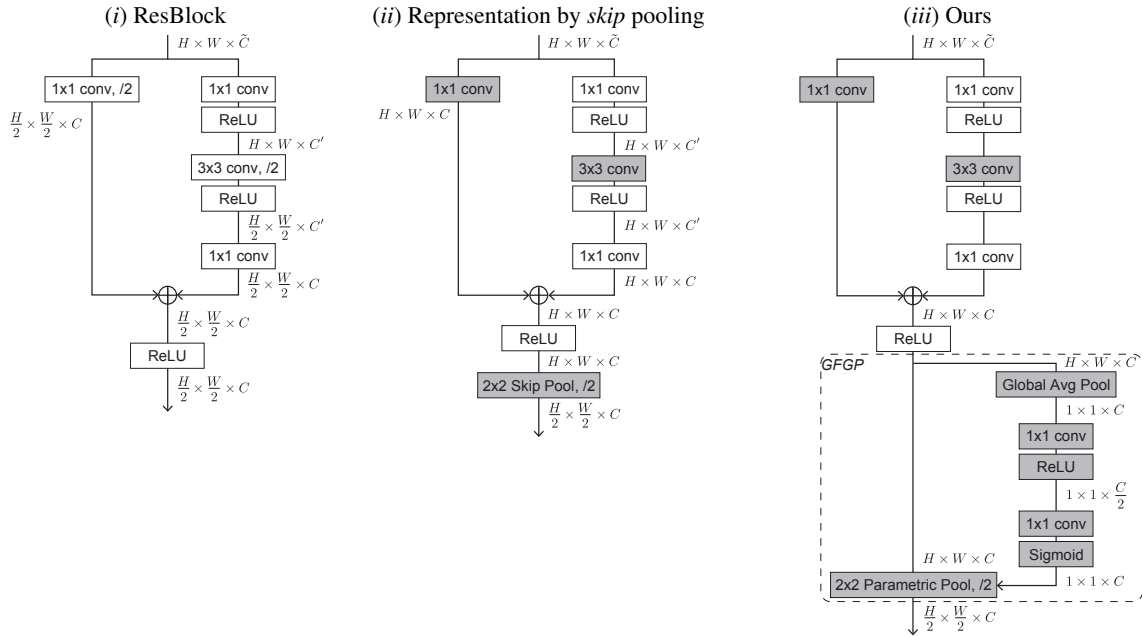 (i) ResBlock
H × W × C̃
1x1 conv, /2
H/2 × W/2 × C
1x1 conv
ReLU
H × W × C′
3x3 conv, /2
ReLU
H/2 × W/2 × C′
1x1 conv
H/2 × W/2 × C
H/2 × W/2 × C
ReLU
H/2 × W/2 × C
(ii) Representation by skip pooling
H × W × C̃
1x1 conv
H × W × C
1x1 conv
ReLU
H × W × C′
3x3 conv
ReLU
H × W × C′
1x1 conv
H × W × C
H × W × C
ReLU
H × W × C
2x2 Skip Pool, /2
H/2 × W/2 × C
(iii) Ours
H × W × C̃
1x1 conv
1x1 conv
ReLU
3x3 conv
ReLU
1x1 conv
H × W × C
ReLU
GFGP
H × W × C
Global Avg Pool
1 × 1 × C
1x1 conv
ReLU
1 × 1 × C/2
1x1 conv
Sigmoid
H × W × C
1 × 1 × C
2x2 Parametric Pool, /2
H/2 × W/2 × C